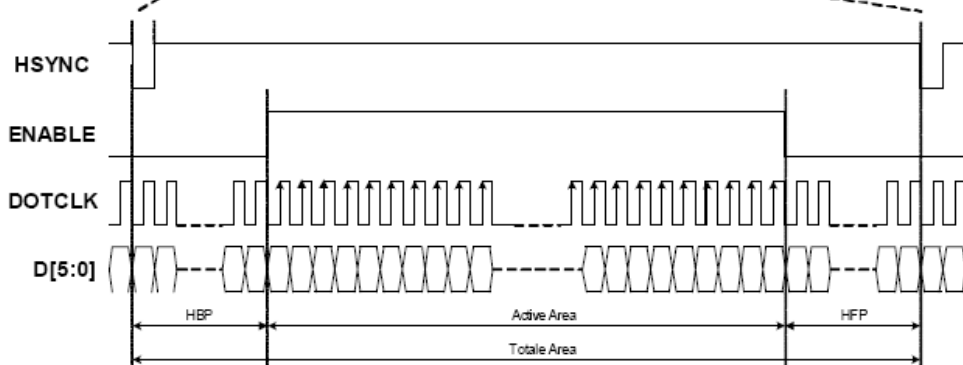 HSYNC
ENABLE
DOTCLK
D[5:0]
HBP Active Area HFP
Totale Area